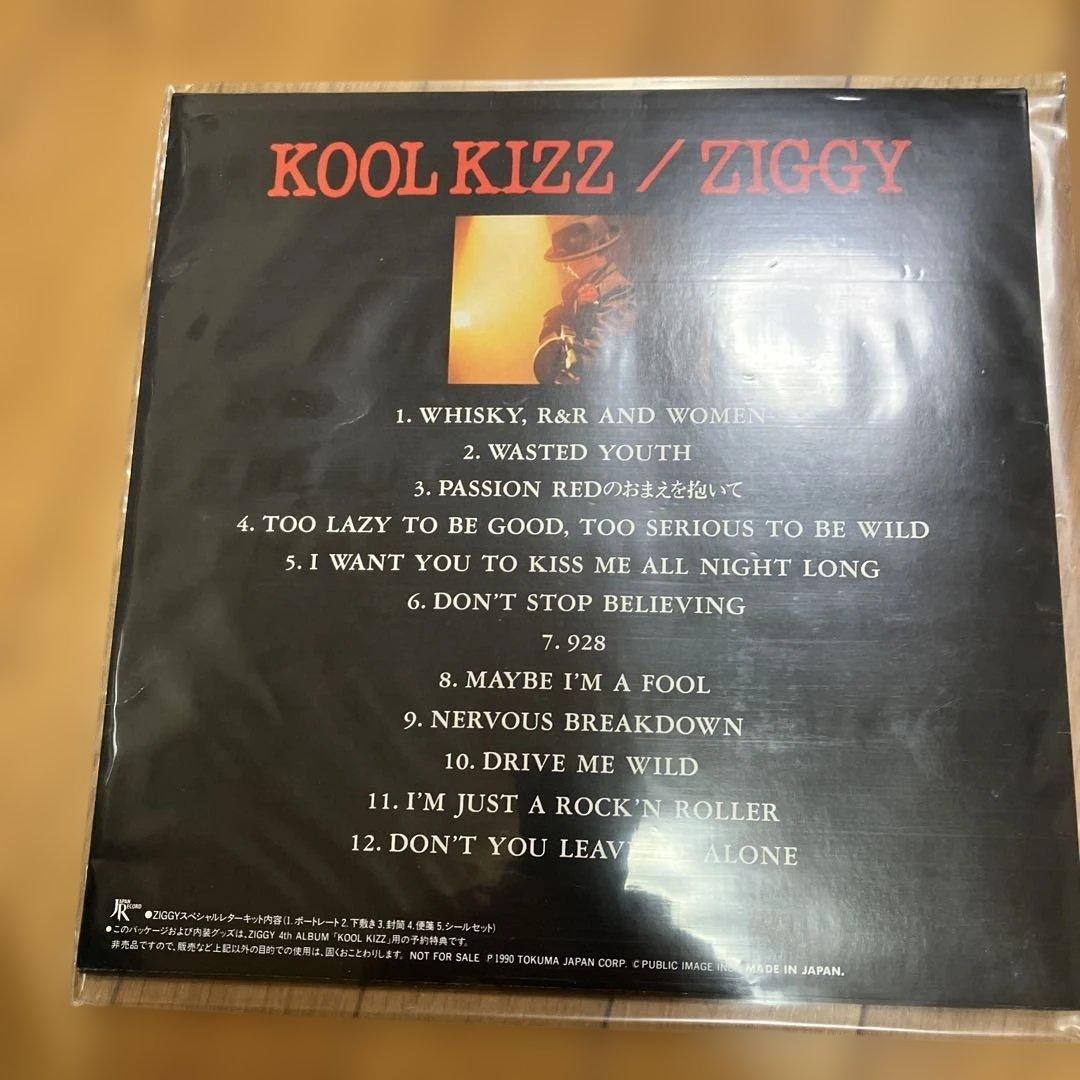 KOOL KIZZ / ZIGGY
1. WHISKY, R&R AND WOMEN
2. WASTED YOUTH
3. PASSION REDのおまえを抱いて
4. TOO LAZY TO BE GOOD, TOO SERIOUS TO BE WILD
5. I WANT YOU TO KISS ME ALL NIGHT LONG
6. DON'T STOP BELIEVING
7. 928
8. MAYBE I'M A FOOL
9. NERVOUS BREAKDOWN
10. DRIVE ME WILD
11. I'M JUST A ROCK'N ROLLER
12. DON'T YOU ALONE
JAPAN RECORD
●ZIGGYスペシャルレターキット内容(1. ポートレート 2. 下敷き 3. 封筒 4. 便箋 5. シールセット)
●このパッケージおよび内装グッズは、ZIGGY 4th ALBUM「KOOL KIZZ」用の予約特典です。
非売品ですので、販売など上記以外の目的での使用は、固くおことわりします。 NOT FOR SALE ℗1990 TOKUMA JAPAN CORP. ©PUBLIC IMAGE MADE IN JAPAN.